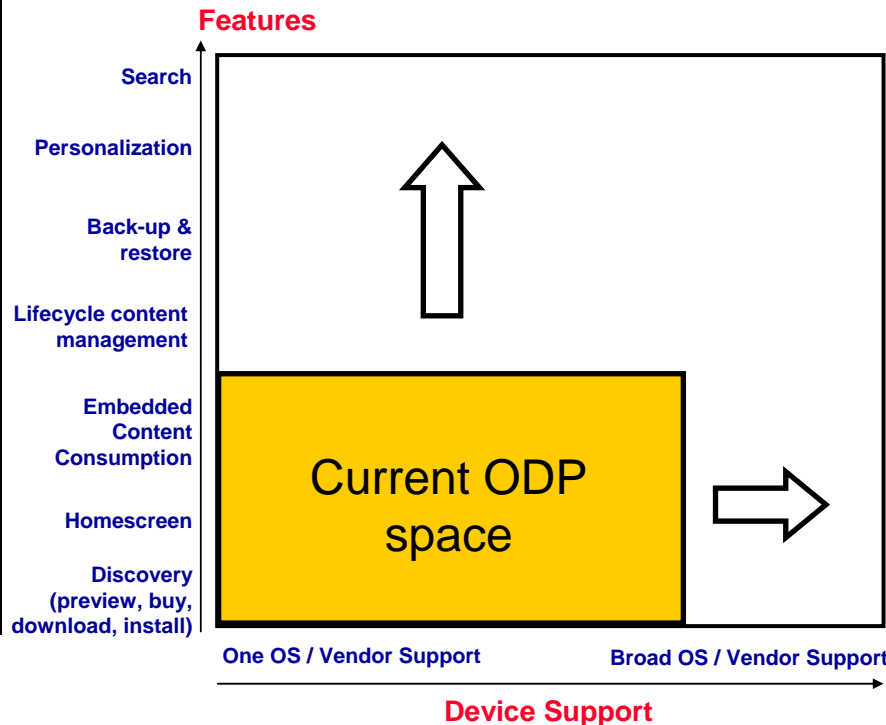 Features
Search
Personalization
Back-up &
restore
Lifecycle content
management
Embedded
Content
Consumption
Homescreen
Discovery
(preview, buy,
download, install)
Current ODP
space
One OS / Vendor Support
Broad OS / Vendor Support
Device Support